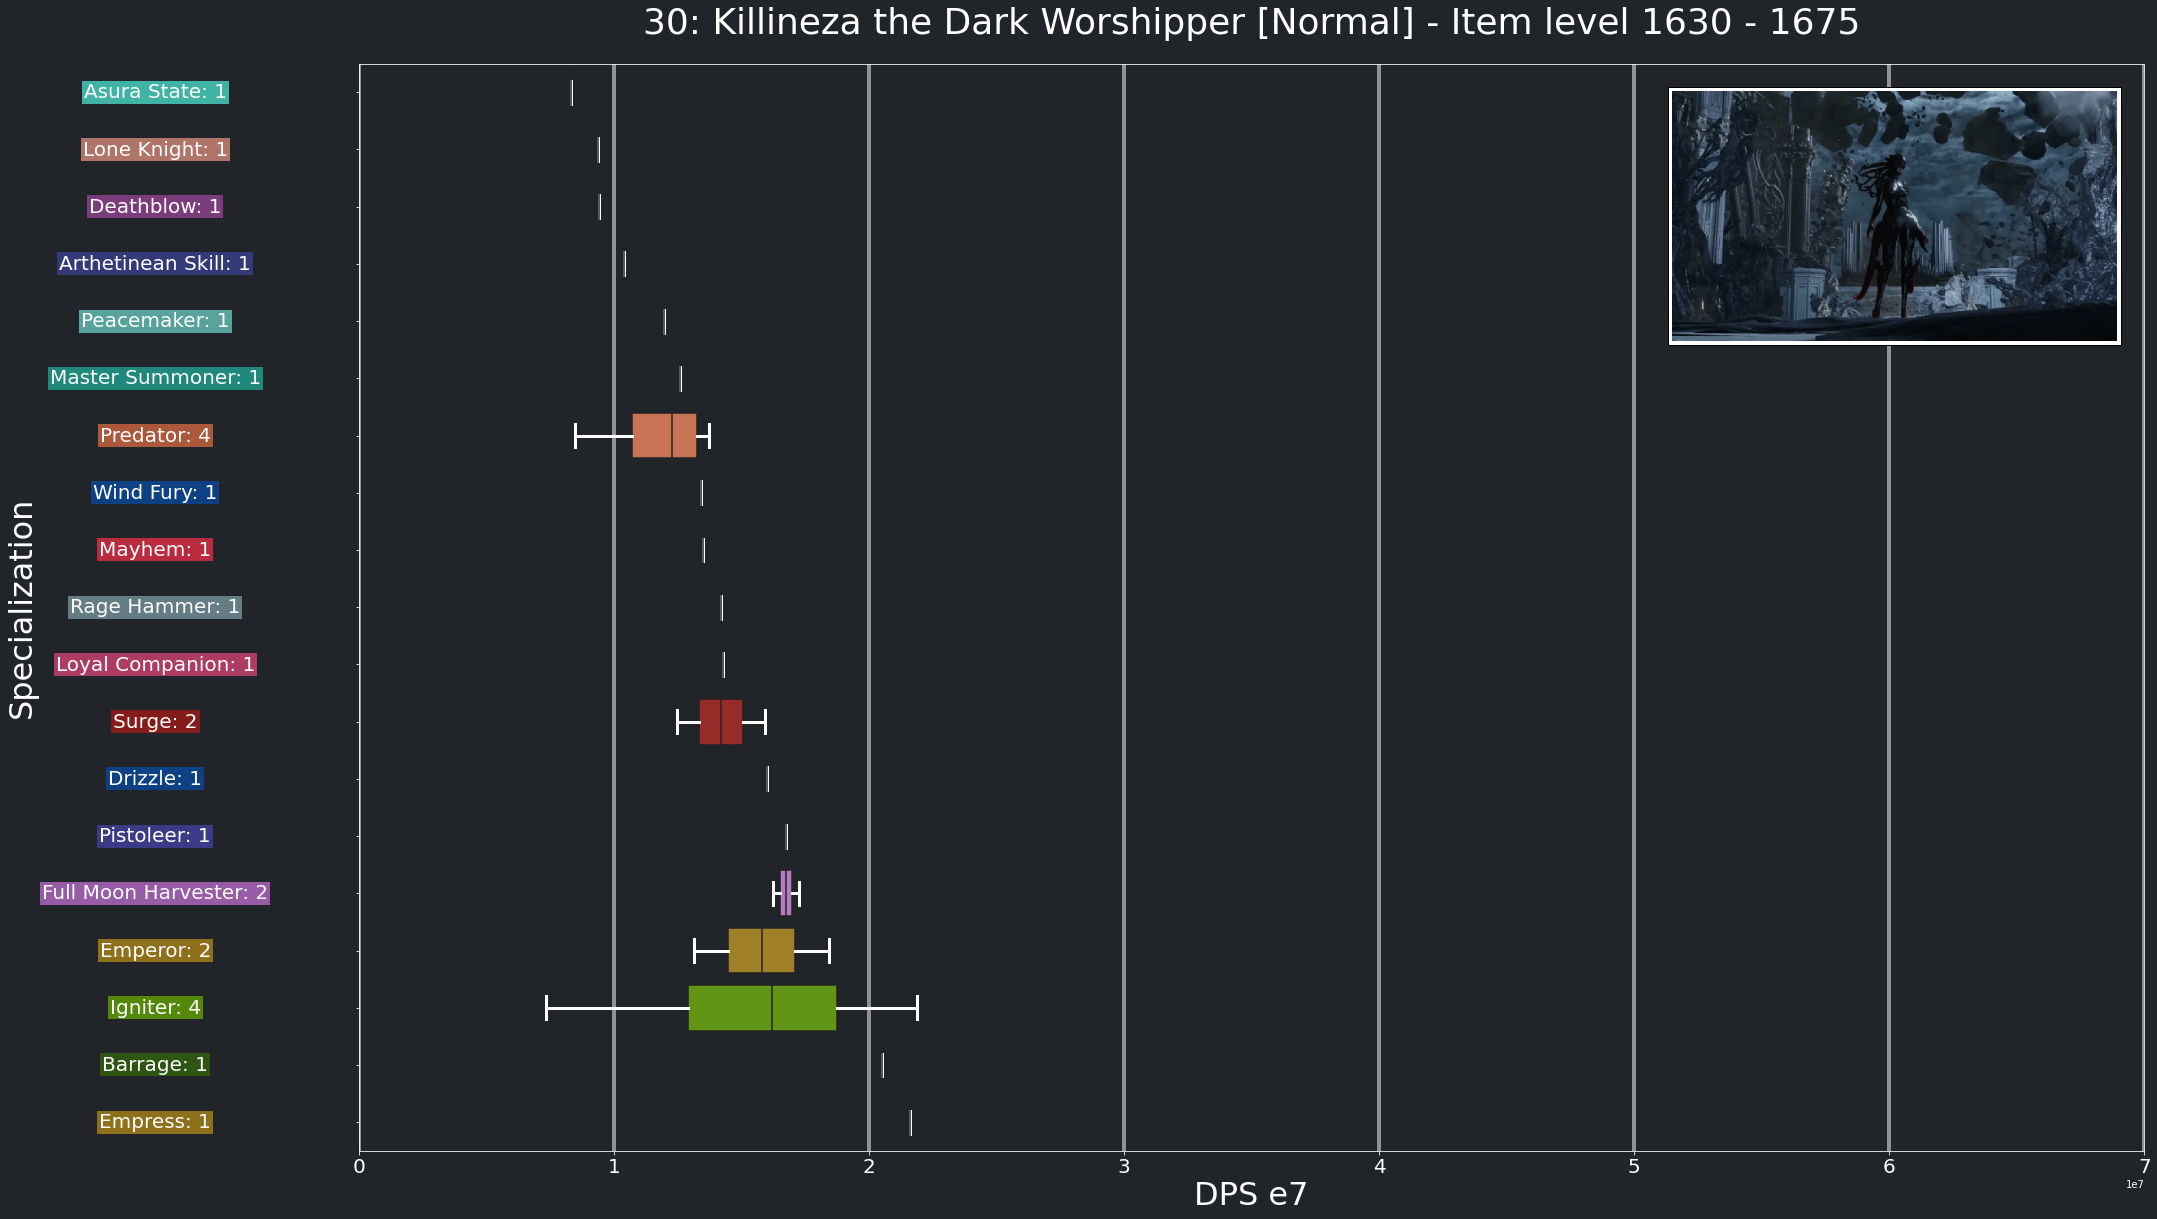 30: Killineza the Dark Worshipper [Normal] - Item level 1630 - 1675
Specialization
Asura State: 1
Lone Knight: 1
Deathblow: 1
Arthetinean Skill: 1
Peacemaker: 1
Master Summoner: 1
Predator: 4
Wind Fury: 1
Mayhem: 1
Rage Hammer: 1
Loyal Companion: 1
Surge: 2
Drizzle: 1
Pistoleer: 1
Full Moon Harvester: 2
Emperor: 2
Igniter: 4
Barrage: 1
Empress: 1
0 1 2 3 4 5 6 7
1e7
DPS e7